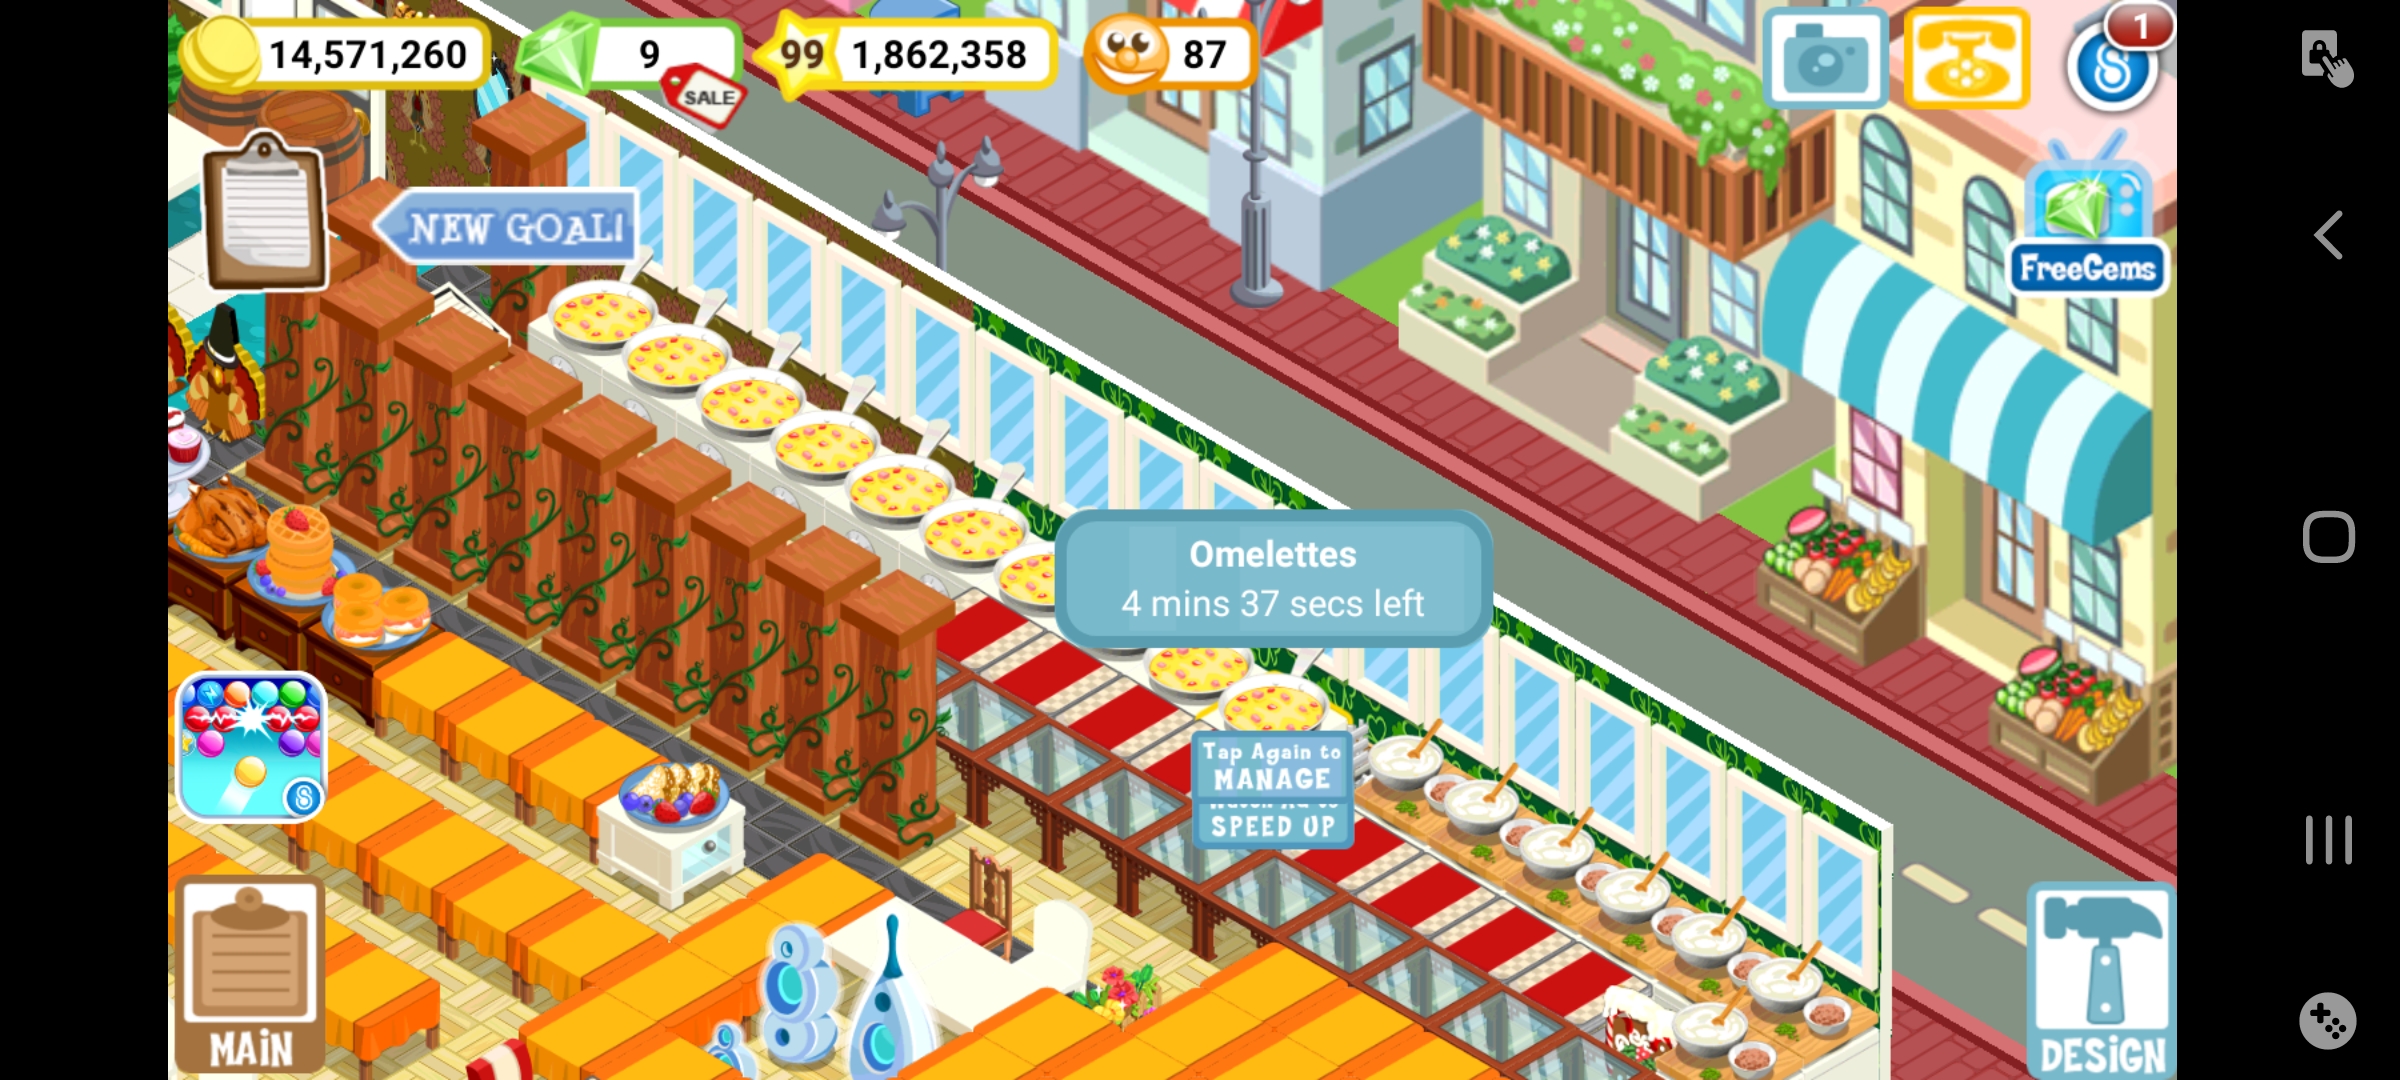 14,571,260
9
SALE
99
1,862,358
87
1
NEW GOAL!
FreeGems
Omelettes
4 mins 37 secs left
Tap Again to
MANAGE
SPEED UP
MAIN
DESIGN